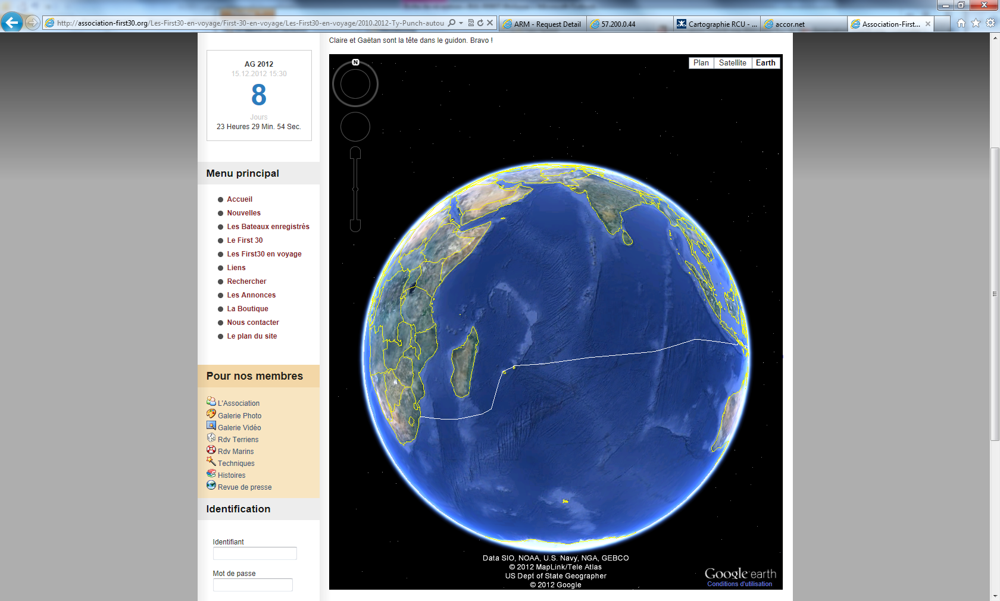 http://association-first30.org/Les-First30-en-voyage/First-30-en-voyage/Les-First30-en-voyage/2010.2012-Ty-Punch-autou
ARM - Request Detail
57.200.0.44
Cartographie RCU - ...
accor.net
Association-First...
Claire et Gaëtan sont la tête dans le guidon. Bravo !
AG 2012
15.12.2012 15:30
8
Jours
23 Heures 29 Min. 54 Sec.
Menu principal
Accueil
Nouvelles
Les Bateaux enregistrés
Le First 30
Les First30 en voyage
Liens
Rechercher
Les Annonces
La Boutique
Nous contacter
Le plan du site
Pour nos membres
L'Association
Galerie Photo
Galerie Vidéo
Rdv Terriens
Rdv Marins
Techniques
Histoires
Revue de presse
Identification
Identifiant
Mot de passe
N
Plan
Satellite
Earth
Data SIO, NOAA, U.S. Navy, NGA, GEBCO
© 2012 MapLink/Tele Atlas
US Dept of State Geographer
© 2012 Google
Google earth
Conditions d'utilisation